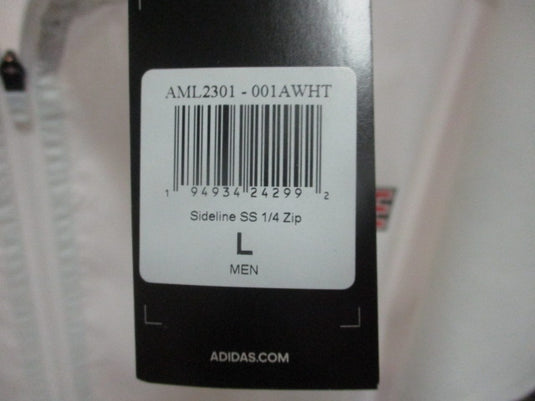 AML2301 - 001AWHT
1 94934 24299 2
Sideline SS 1/4 Zip
L
MEN
ADIDAS.COM